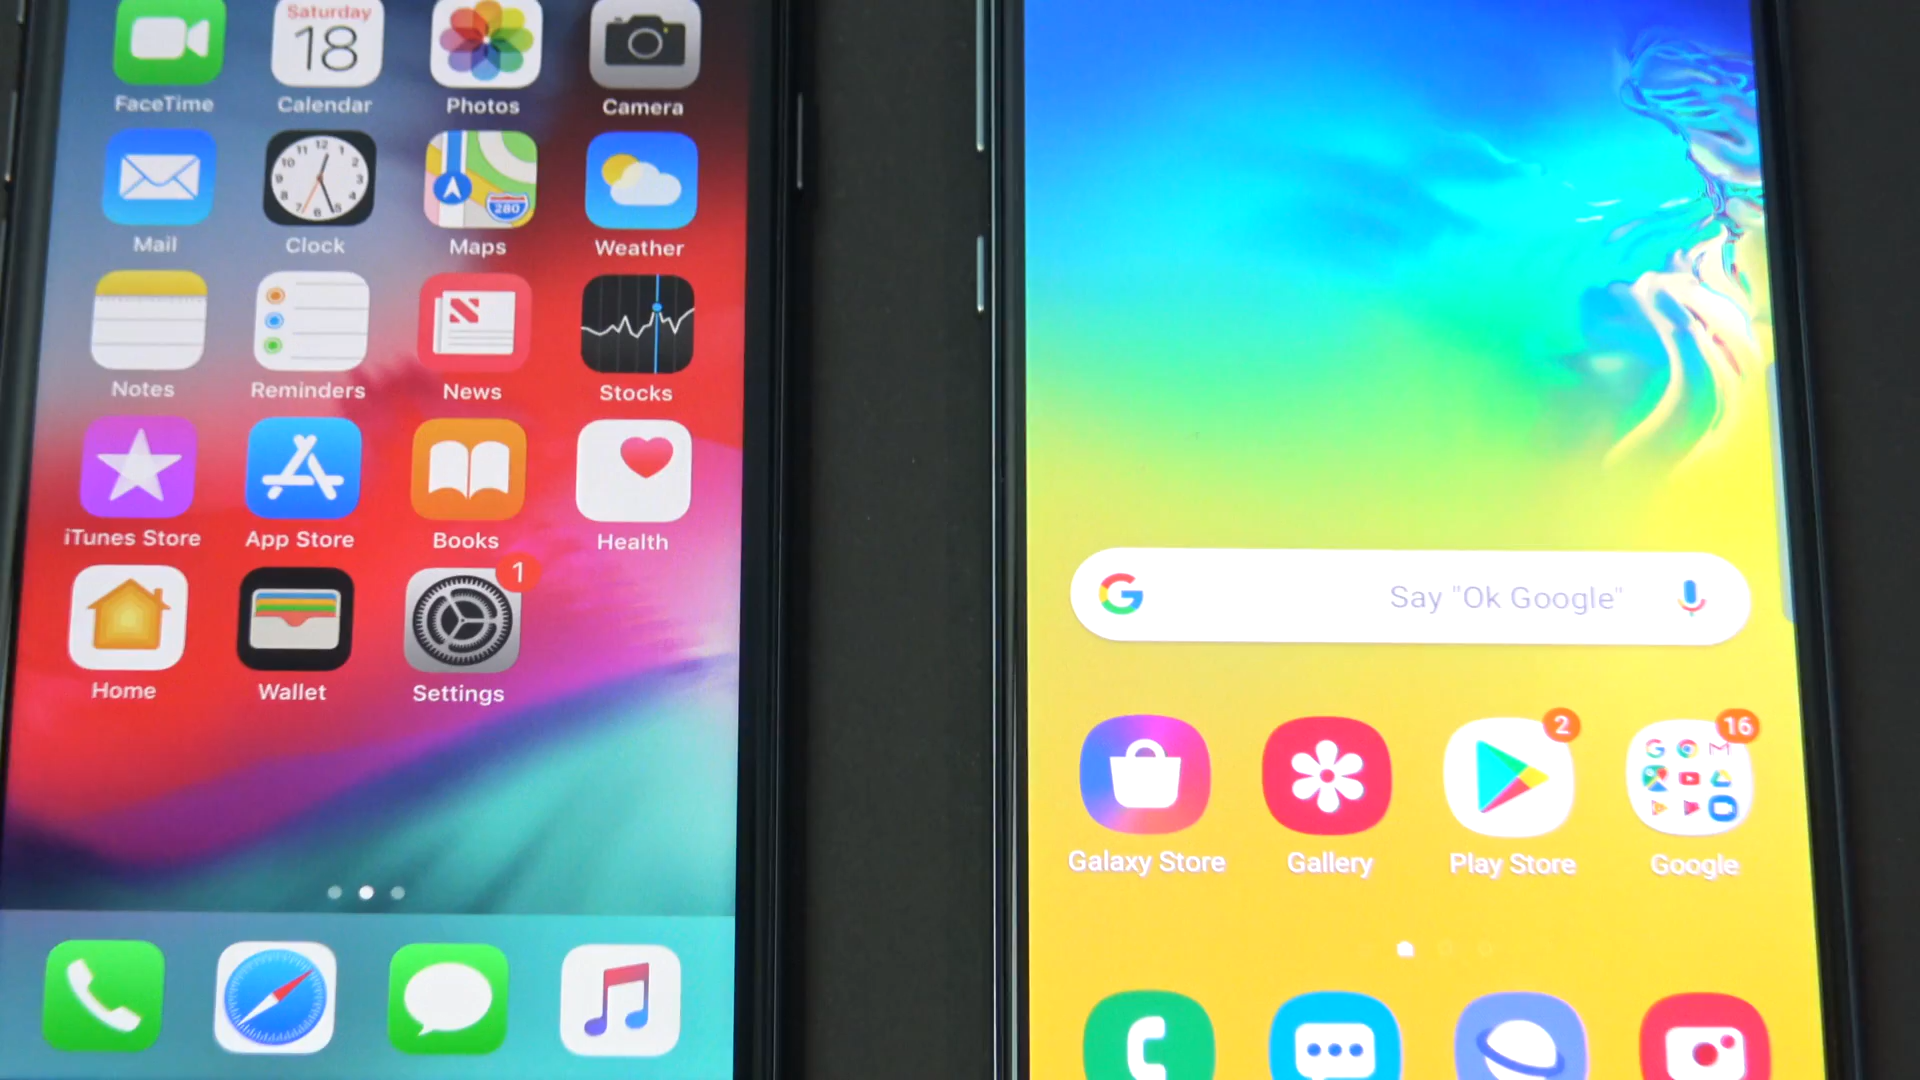 Saturday
18
FaceTime
Calendar
Photos
Camera
280
Mail
Clock
Maps
Weather
Notes
Reminders
News
Stocks
iTunes Store
App Store
Books
Health
1
Home
Wallet
Settings
Say "Ok Google"
2
16
Galaxy Store
Gallery
Play Store
Google